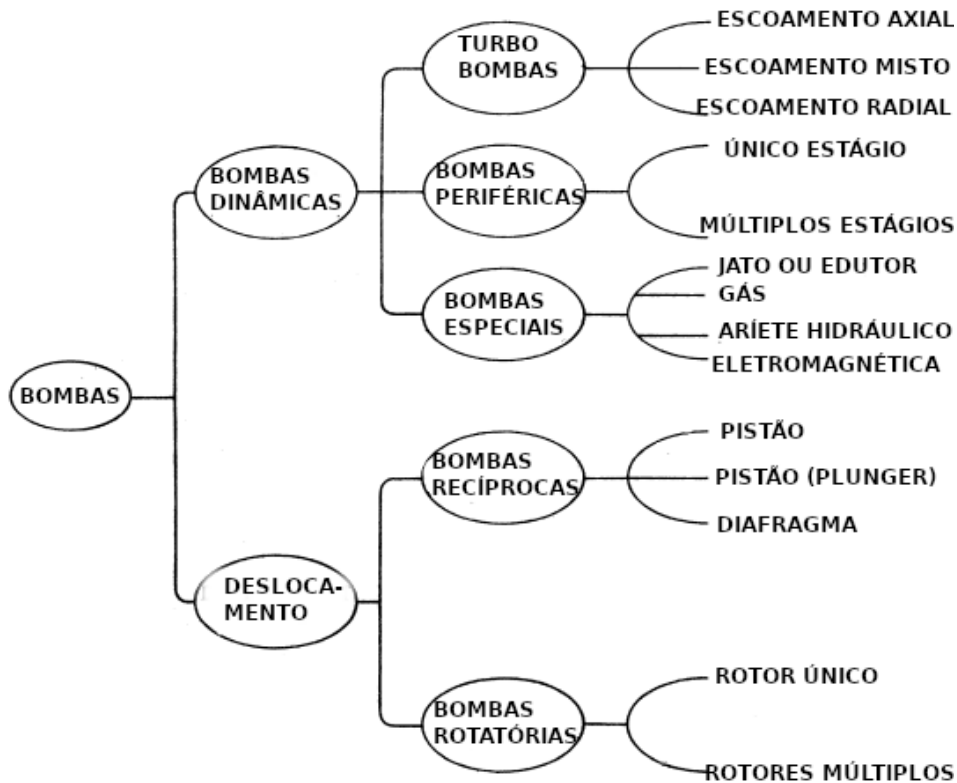 BOMBAS
BOMBAS
DINÂMICAS
TURBO
BOMBAS
ESCOAMENTO AXIAL
ESCOAMENTO MISTO
ESCOAMENTO RADIAL
BOMBAS
PERIFÉRICAS
ÚNICO ESTÁGIO
MÚLTIPLOS ESTÁGIOS
BOMBAS
ESPECIAIS
JATO OU EDUTOR
GÁS
ARÍETE HIDRÁULICO
ELETROMAGNÉTICA
DESLOCA-
MENTO
BOMBAS
RECÍPROCAS
PISTÃO
PISTÃO (PLUNGER)
DIAFRAGMA
BOMBAS
ROTATÓRIAS
ROTOR ÚNICO
ROTORES MÚLTIPLOS